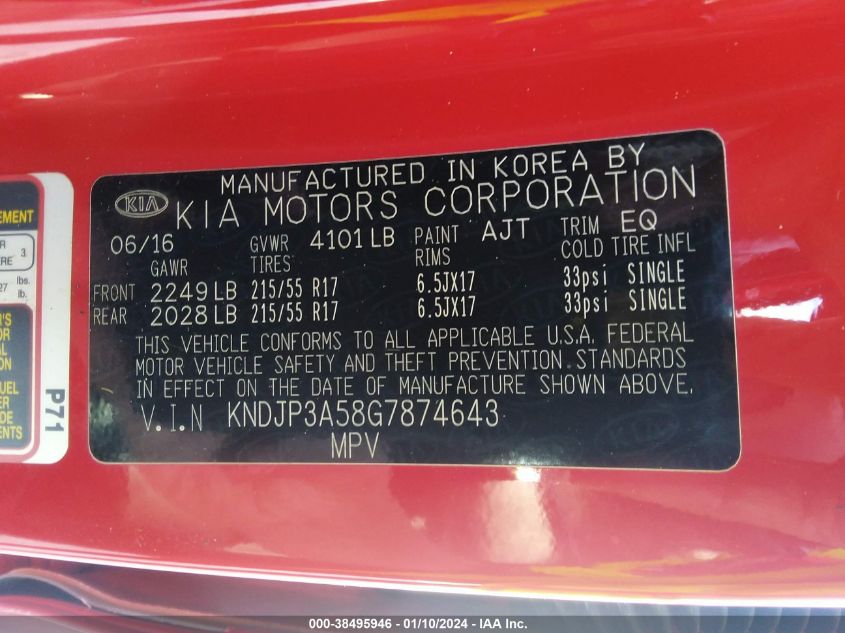 MANUFACTURED IN KOREA BY
KIA KIA MOTORS CORPORATION
06/16 GVWR 4101 LB PAINT AJT TRIM EQ
GAWR TIRES RIMS COLD TIRE INFL
FRONT 2249 LB 215/55 R17 6.5JX17 33psi SINGLE
REAR 2028 LB 215/55 R17 6.5JX17 33psi SINGLE
THIS VEHICLE CONFORMS TO ALL APPLICABLE U.S.A. FEDERAL
MOTOR VEHICLE SAFETY AND THEFT PREVENTION STANDARDS
IN EFFECT ON THE DATE OF MANUFACTURE SHOWN ABOVE.
V.I.N KNDJP3A58G7874643
MPV
3
27 lbs.
lb.
P71
000-38495946 - 01/10/2024 - IAA Inc.